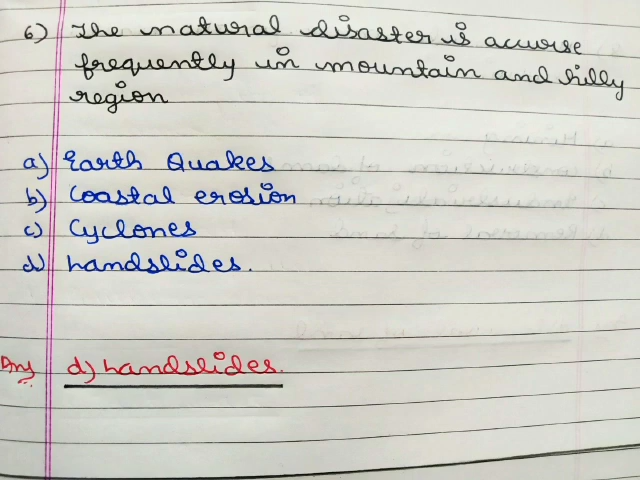 6) The natural disaster is accurse
frequently in mountain and hilly
region
a) Earth Quakes
b) Coastal erosion
c) Cyclones
d) Landslides.
Ans d) Landslides.